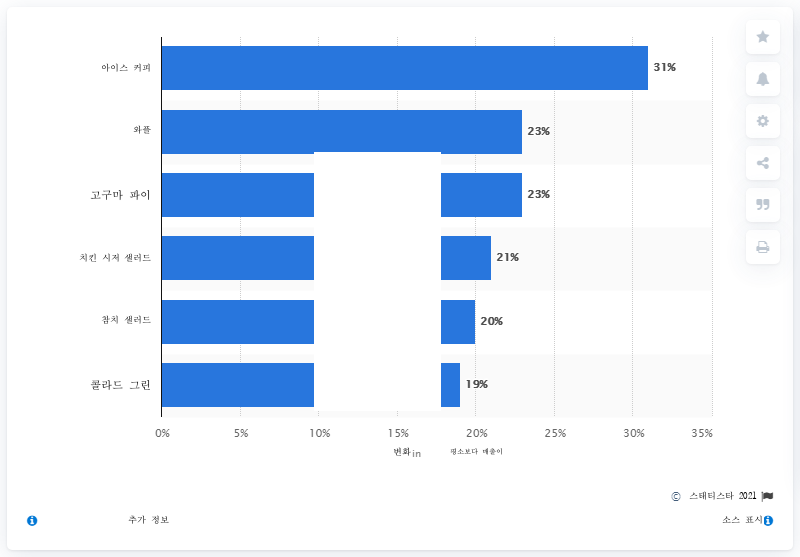 아이스 커피
31%
와플
23%
고구마 파이
23%
치킨 시저 샐러드
21%
참치 샐러드
20%
콜라드 그린
19%
0% 5% 10% 15% 20% 25% 30% 35%
변화in 평소보다 매출이
© 스태티스타 2021
추가 정보 소스 표시